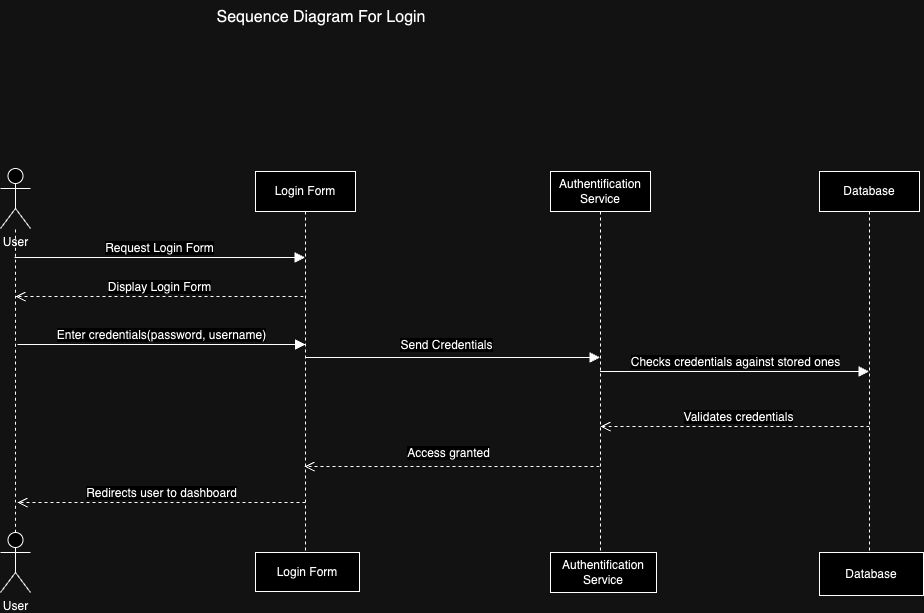 Sequence Diagram For Login
Login Form
Authentification
Service
Database
User
Request Login Form
Display Login Form
Enter credentials(password, username)
Send Credentials
Checks credentials against stored ones
Validates credentials
Access granted
Redirects user to dashboard
Login Form
Authentification
Service
Database
User